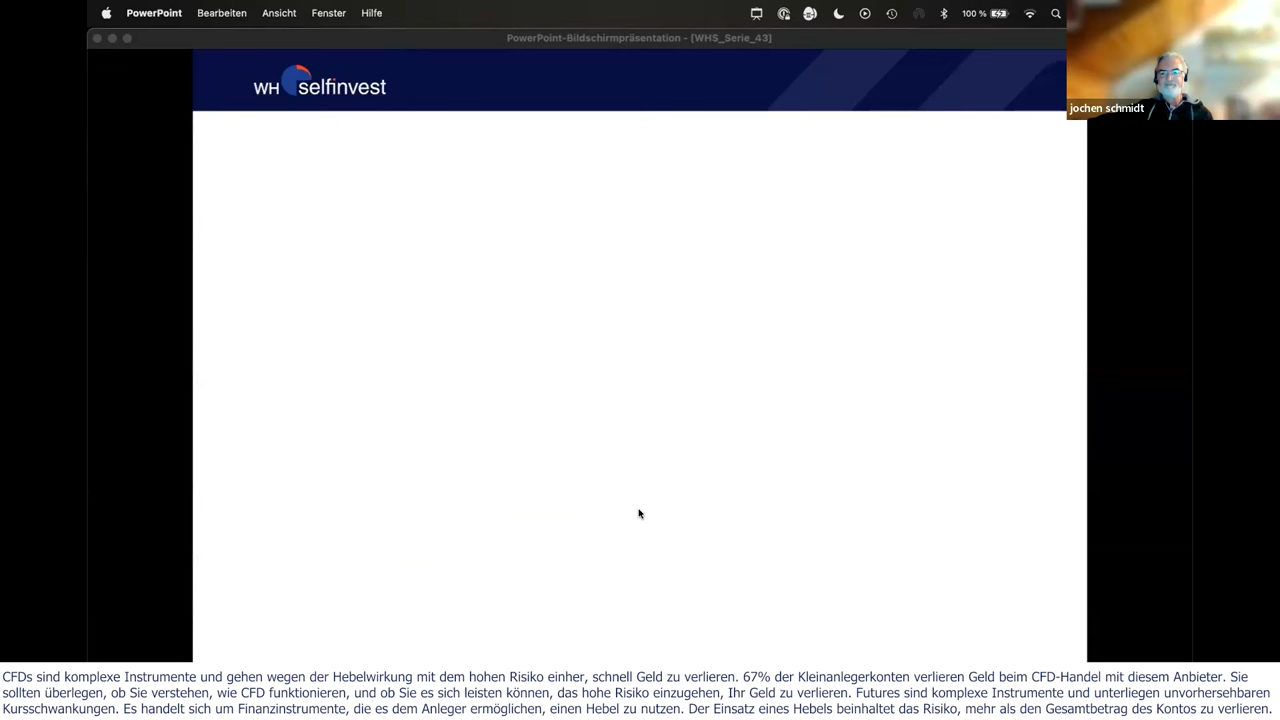 PowerPoint Bearbeiten Ansicht Fenster Hilfe 100 %
PowerPoint-Bildschirmpräsentation - [WHS_Serie_43]
WH selfinvest
jochen schmidt
CFDs sind komplexe Instrumente und gehen wegen der Hebelwirkung mit dem hohen Risiko einher, schnell Geld zu verlieren. 67% der Kleinanlegerkonten verlieren Geld beim CFD-Handel mit diesem Anbieter. Sie
sollten überlegen, ob Sie verstehen, wie CFD funktionieren, und ob Sie es sich leisten können, das hohe Risiko einzugehen, Ihr Geld zu verlieren. Futures sind komplexe Instrumente und unterliegen unvorhersehbaren
Kursschwankungen. Es handelt sich um Finanzinstrumente, die es dem Anleger ermöglichen, einen Hebel zu nutzen. Der Einsatz eines Hebels beinhaltet das Risiko, mehr als den Gesamtbetrag des Kontos zu verlieren.